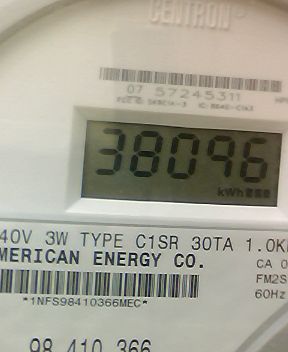 CENTRON
07 57245311
38096
kWh
40V 3W TYPE C1SR 30TA 1.0K
MERICAN ENERGY CO.
CA 0
FM2S
60Hz
*1NFS98410366MEC*
98 410 366